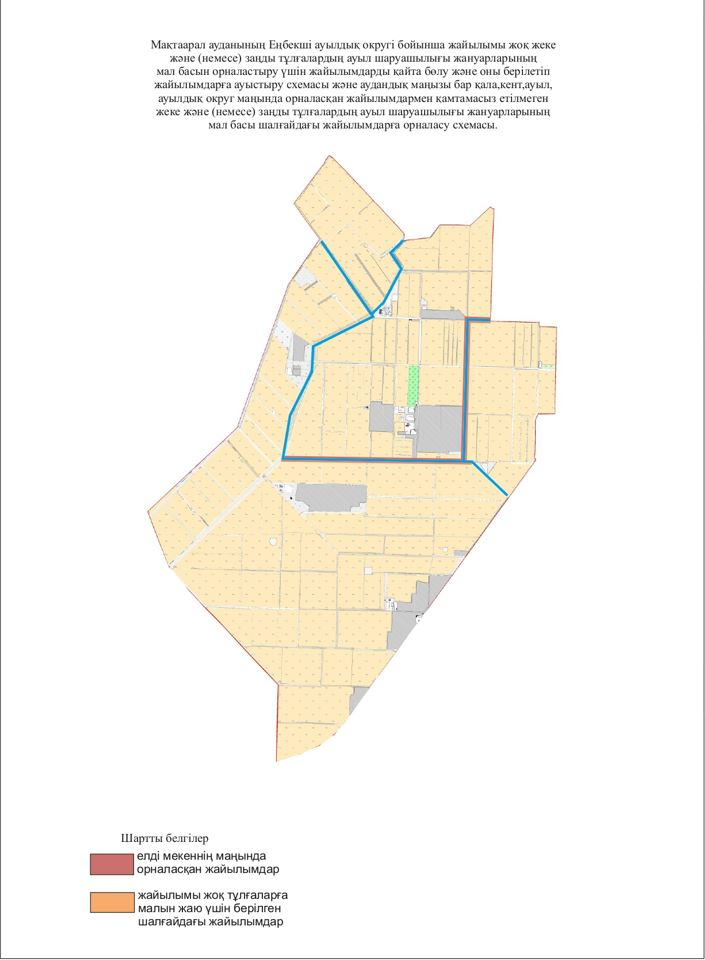 Мақтаарал ауданының Еңбекші ауылдық округі бойынша жайылымы жоқ жеке
және (немесе) заңды тұлғалардың ауыл шаруашылығы жануарларының
мал басын орналастыру үшін жайылымдарды қайта бөлу және оны берілетіп
жайылымдарға ауыстыру схемасы және аудандық маңызы бар қала,кент,ауыл,
ауылдық округ маңында орналасқан жайылымдармен қамтамасыз етілмеген
жеке және (немесе) заңды тұлғалардың ауыл шаруашылығы жануарларының
мал басы шалғайдағы жайылымдарға орналасу схемасы.
Шартты белгілер
елді мекеннің маңында
орналасқан жайылымдар
жайылымы жоқ тұлғаларға
малын жаю үшін берілген
шалғайдағы жайылымдар